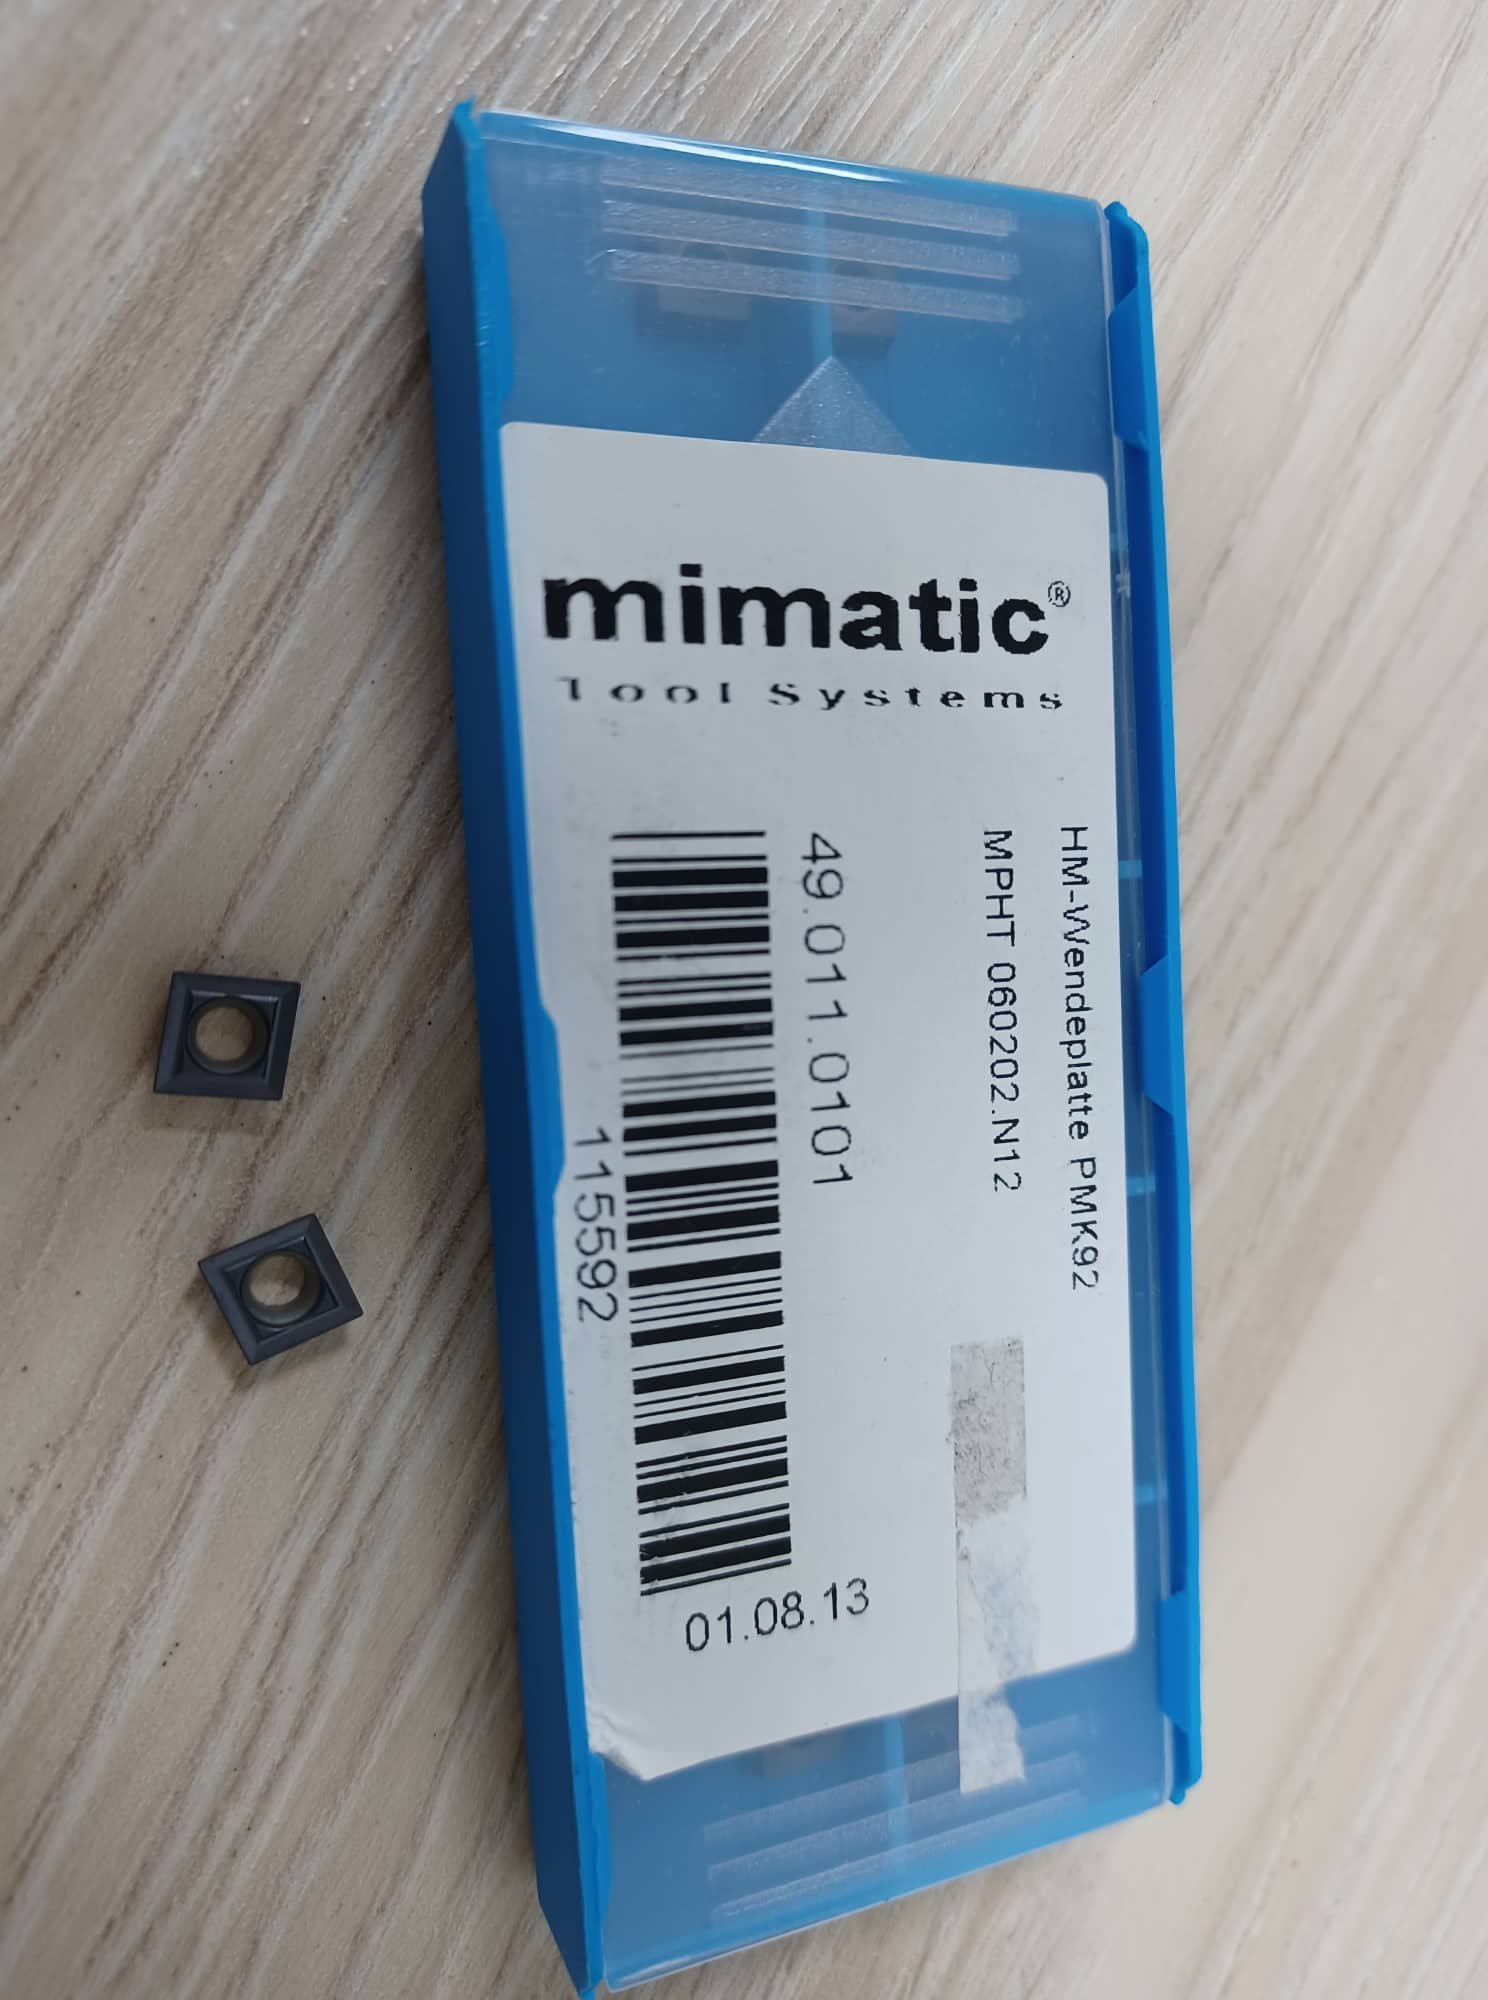 mimatic®
Tool Systems
HM-Wendeplatte PMK92
MPHT 060202.N12
49.011.0101
115592
01.08.13